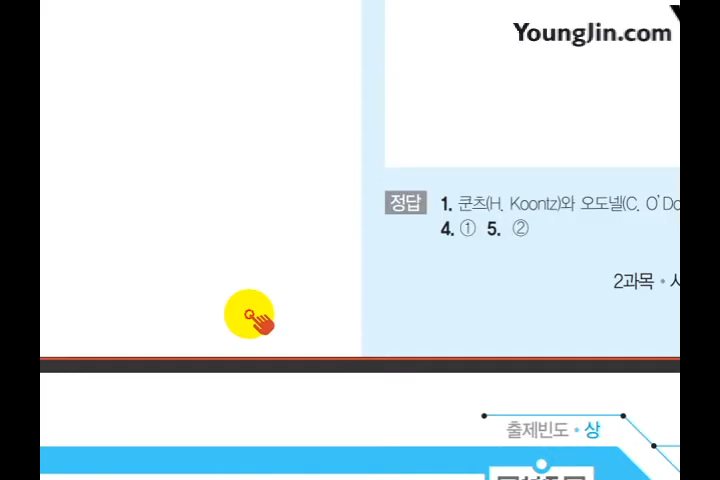 YoungJin.com
정답 1. 쿤츠(H. Koontz)와 오도넬(C. O'Do
4. ① 5. ②
2과목 • 시
출제빈도 • 상